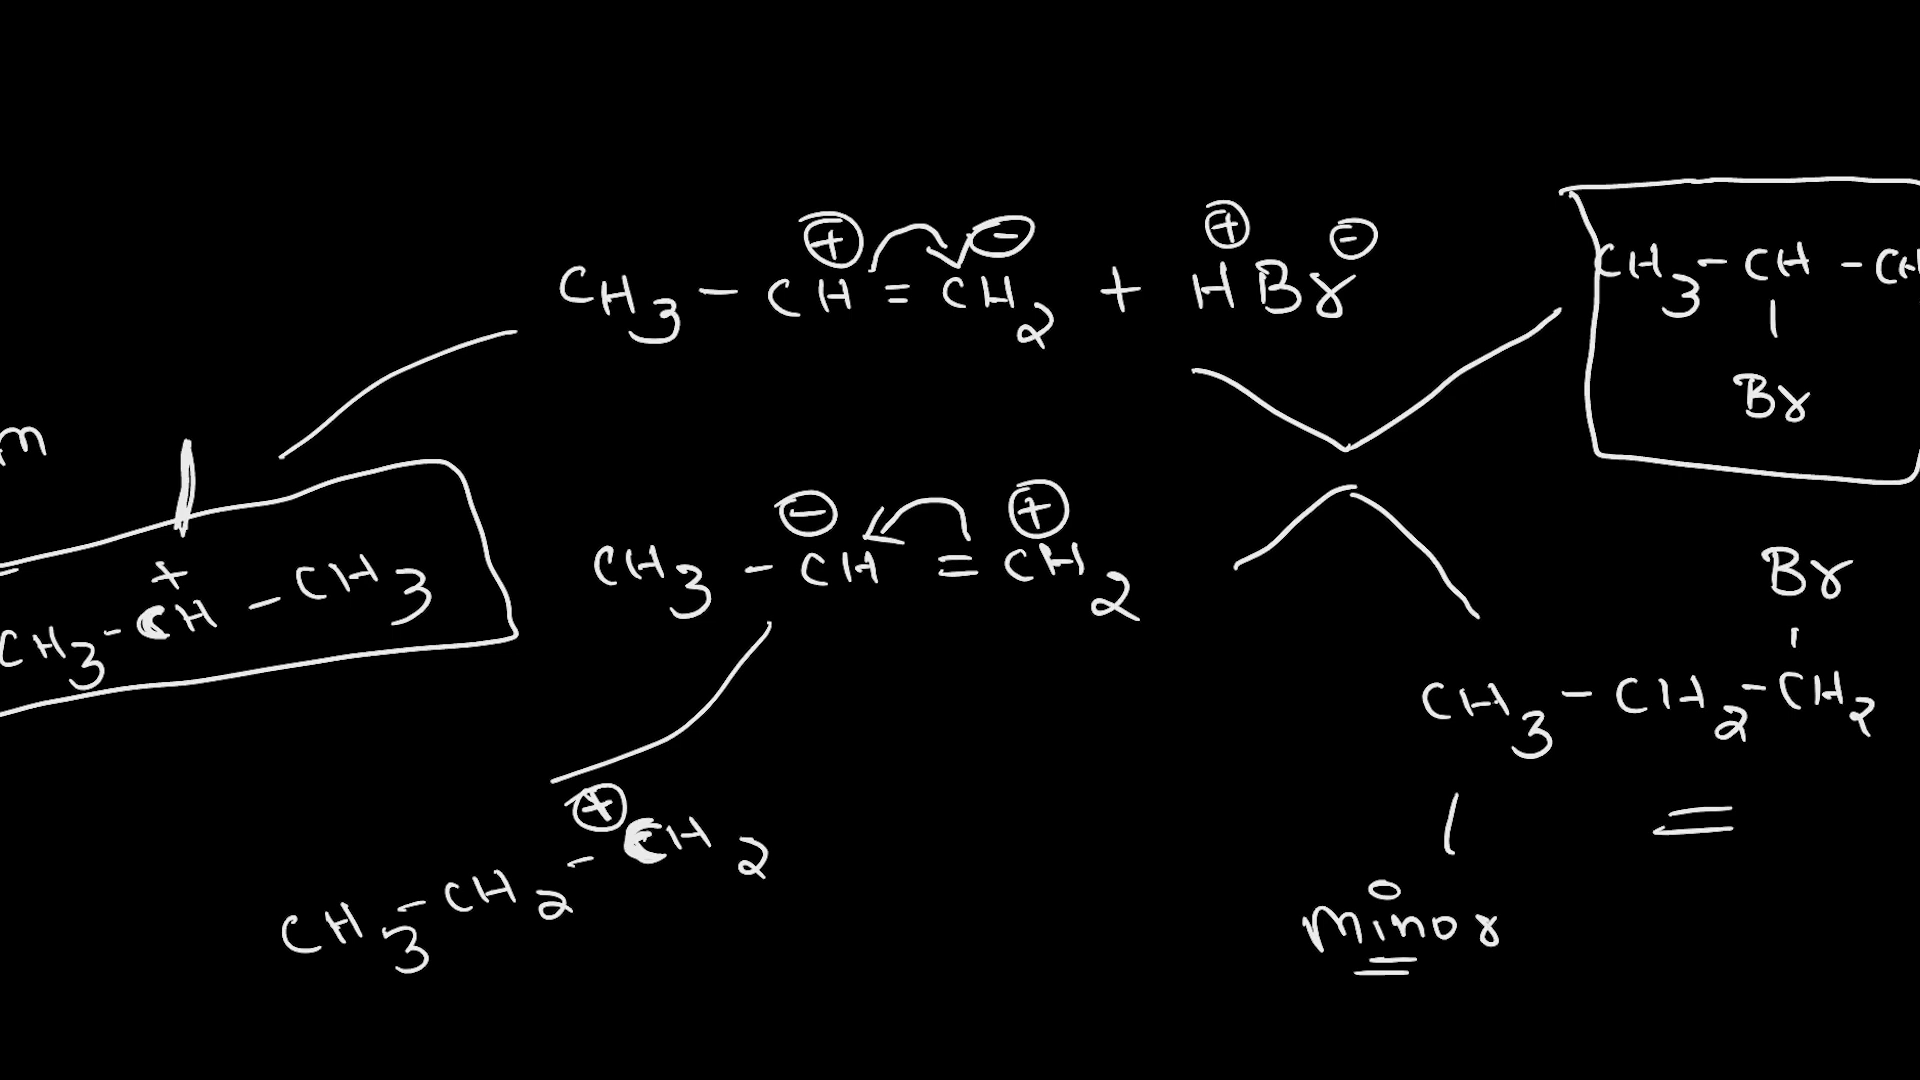 ⊕ ⊖ ⊕ ⊖
CH3 - CH = CH2 + HBr
CH3 - CH - CH
|
Br
m
⊖ ⊕
CH3 - CH = CH2
+
CH3 - CH - CH3
Br
|
CH3 - CH2 - CH2
⊕
CH3 - CH2 - CH2
Minor